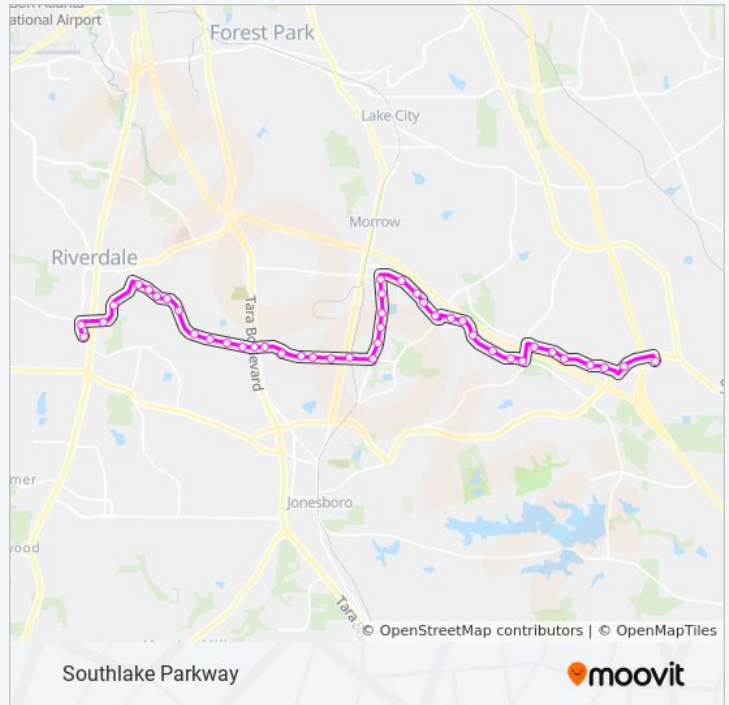 ational Airport
Forest Park
Lake City
Morrow
Riverdale
Tara Boulevard
Jonesboro
mer
wood
Tara B
© OpenStreetMap contributors | © OpenMapTiles
Southlake Parkway
moovit